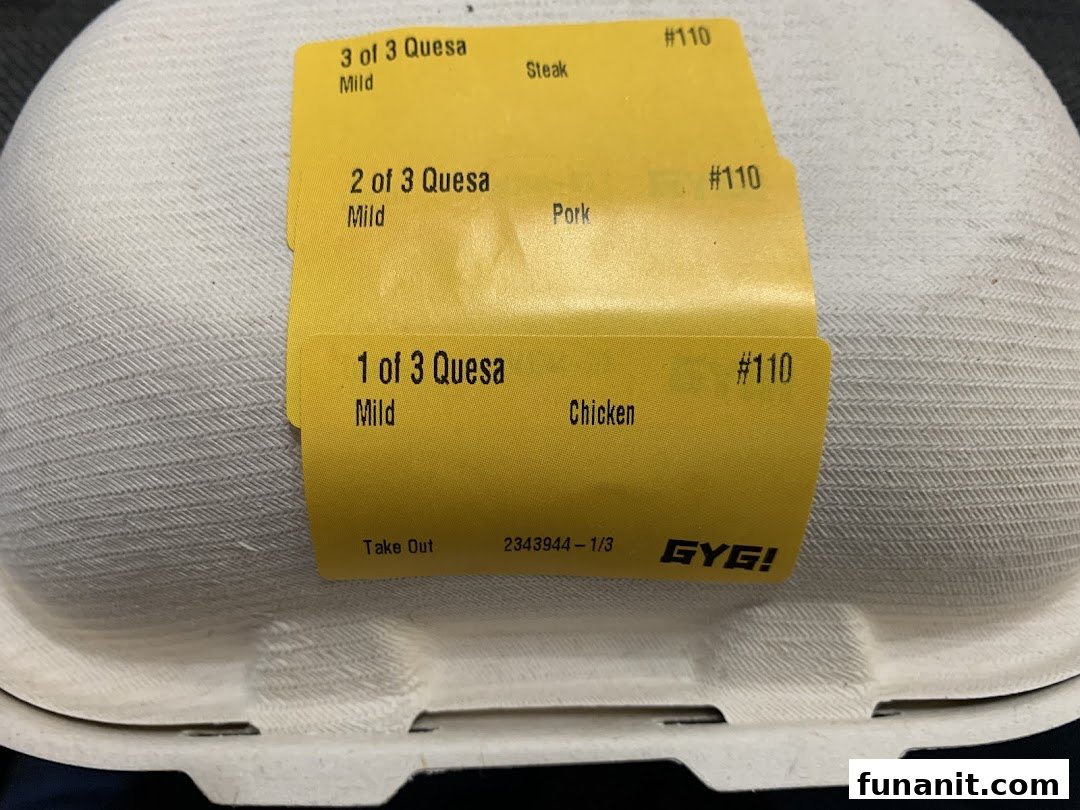 3 of 3 Quesa #110
Mild Steak
2 of 3 Quesa #110
Mild Pork
1 of 3 Quesa #110
Mild Chicken
Take Out 2343944-1/3 GYG!
funanit.com